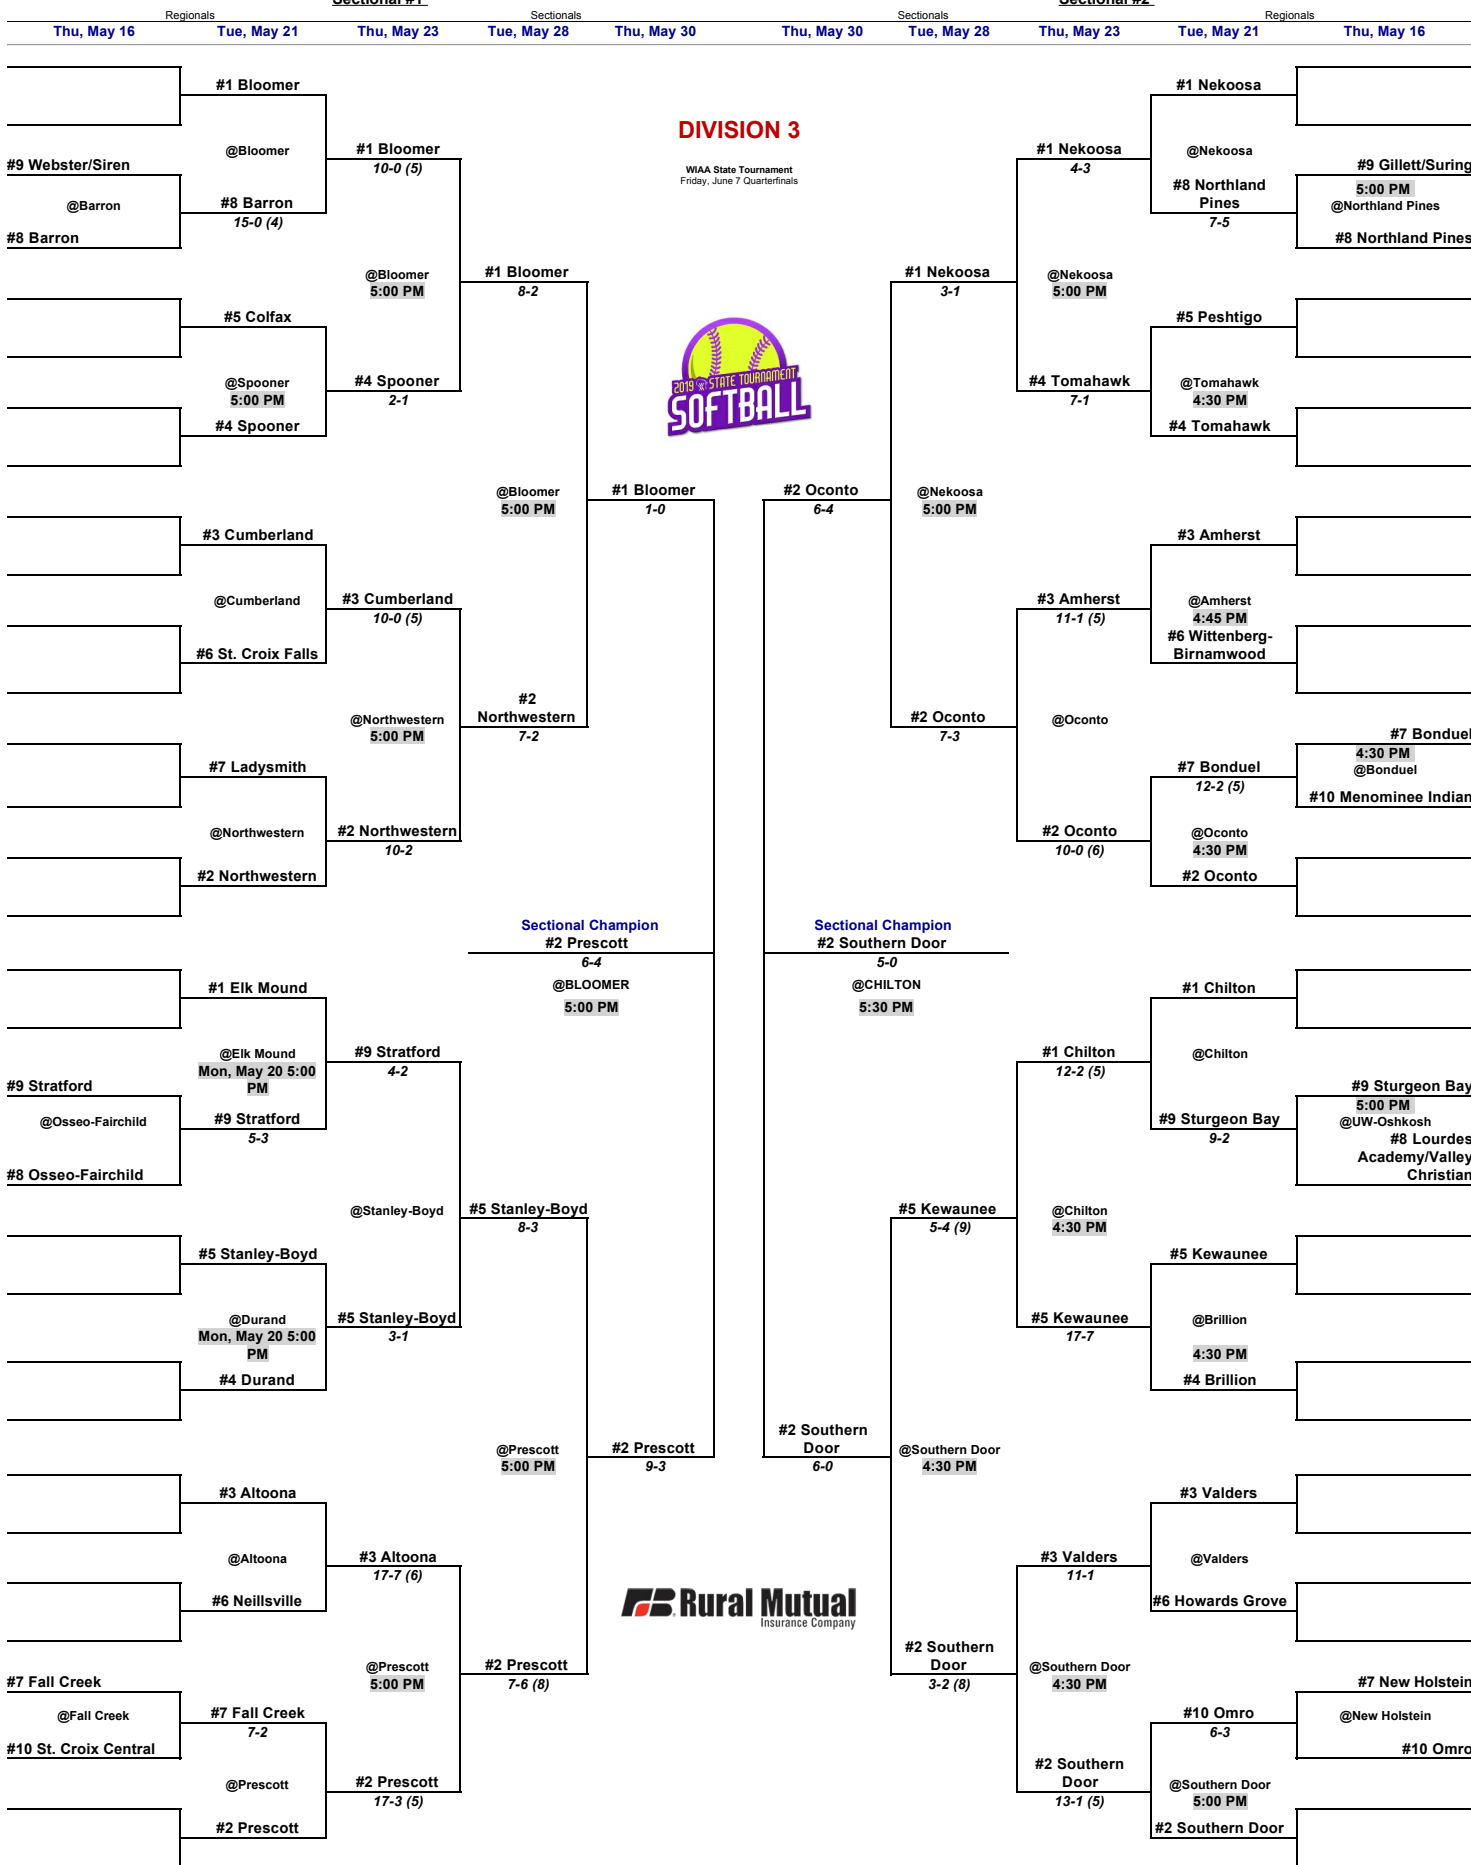 Sectional #1
Sectional #2
Regionals
Sectionals
Sectionals
Regionals
Thu, May 16
Tue, May 21
Thu, May 23
Tue, May 28
Thu, May 30
Thu, May 30
Tue, May 28
Thu, May 23
Tue, May 21
Thu, May 16
DIVISION 3
WIAA State Tournament
Friday, June 7 Quarterfinals
2019 STATE TOURNAMENT
SOFTBALL
#9 Webster/Siren
@Barron
#8 Barron
#9 Stratford
@Osseo-Fairchild
#8 Osseo-Fairchild
#7 Fall Creek
@Fall Creek
#10 St. Croix Central
#1 Bloomer
@Bloomer
#8 Barron
15-0 (4)
#5 Colfax
@Spooner
5:00 PM
#4 Spooner
#3 Cumberland
@Cumberland
#6 St. Croix Falls
#7 Ladysmith
@Northwestern
#2 Northwestern
#1 Elk Mound
@Elk Mound
Mon, May 20 5:00
PM
#9 Stratford
5-3
#5 Stanley-Boyd
@Durand
Mon, May 20 5:00
PM
#4 Durand
#3 Altoona
@Altoona
#6 Neillsville
#7 Fall Creek
7-2
@Prescott
#2 Prescott
#1 Bloomer
10-0 (5)
@Bloomer
5:00 PM
#4 Spooner
2-1
#3 Cumberland
10-0 (5)
@Northwestern
5:00 PM
#2 Northwestern
10-2
#9 Stratford
4-2
@Stanley-Boyd
#5 Stanley-Boyd
3-1
#3 Altoona
17-7 (6)
@Prescott
5:00 PM
#2 Prescott
17-3 (5)
#1 Bloomer
8-2
@Bloomer
5:00 PM
#2
Northwestern
7-2
#5 Stanley-Boyd
8-3
@Prescott
5:00 PM
#2 Prescott
7-6 (8)
#1 Bloomer
1-0
Sectional Champion
#2 Prescott
6-4
@BLOOMER
5:00 PM
#2 Prescott
9-3
#2 Oconto
6-4
Sectional Champion
#2 Southern Door
5-0
@CHILTON
5:30 PM
#2 Southern
Door
6-0
#1 Nekoosa
3-1
@Nekoosa
5:00 PM
#2 Oconto
7-3
#5 Kewaunee
5-4 (9)
@Southern Door
4:30 PM
#2 Southern
Door
3-2 (8)
#1 Nekoosa
4-3
@Nekoosa
5:00 PM
#4 Tomahawk
7-1
#3 Amherst
11-1 (5)
@Oconto
#2 Oconto
10-0 (6)
#1 Chilton
12-2 (5)
@Chilton
4:30 PM
#5 Kewaunee
17-7
#3 Valders
11-1
@Southern Door
4:30 PM
#2 Southern
Door
13-1 (5)
#1 Nekoosa
@Nekoosa
#8 Northland
Pines
7-5
#5 Peshtigo
@Tomahawk
4:30 PM
#4 Tomahawk
#3 Amherst
@Amherst
4:45 PM
#6 Wittenberg-
Birnamwood
#7 Bonduel
12-2 (5)
@Oconto
4:30 PM
#2 Oconto
#1 Chilton
@Chilton
#9 Sturgeon Bay
9-2
#5 Kewaunee
@Brillion
4:30 PM
#4 Brillion
#3 Valders
@Valders
#6 Howards Grove
#10 Omro
6-3
@Southern Door
5:00 PM
#2 Southern Door
#9 Gillett/Suring
5:00 PM
@Northland Pines
#8 Northland Pines
#7 Bonduel
4:30 PM
@Bonduel
#10 Menominee Indian
#9 Sturgeon Bay
5:00 PM
@UW-Oshkosh
#8 Lourdes
Academy/Valley
Christian
#7 New Holstein
@New Holstein
#10 Omro
Rural Mutual
Insurance Company